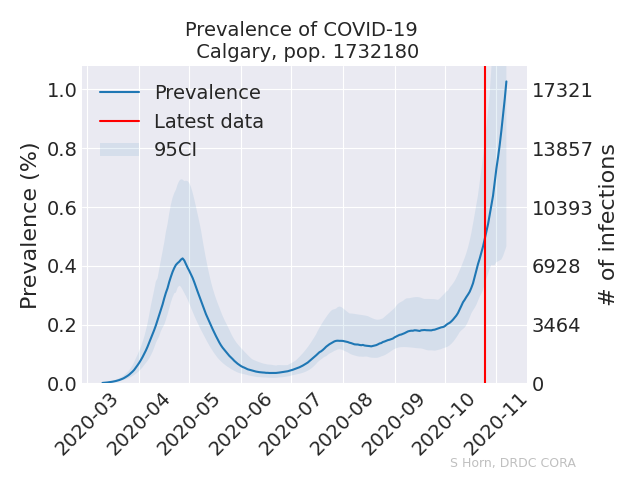 Prevalence of COVID-19
Calgary, pop. 1732180
Prevalence
Latest data
95CI
Prevalence (%)
1.0
0.8
0.6
0.4
0.2
0.0
17321
13857
10393
6928
3464
0
# of infections
2020-03
2020-04
2020-05
2020-06
2020-07
2020-08
2020-09
2020-10
2020-11
S Horn, DRDC CORA